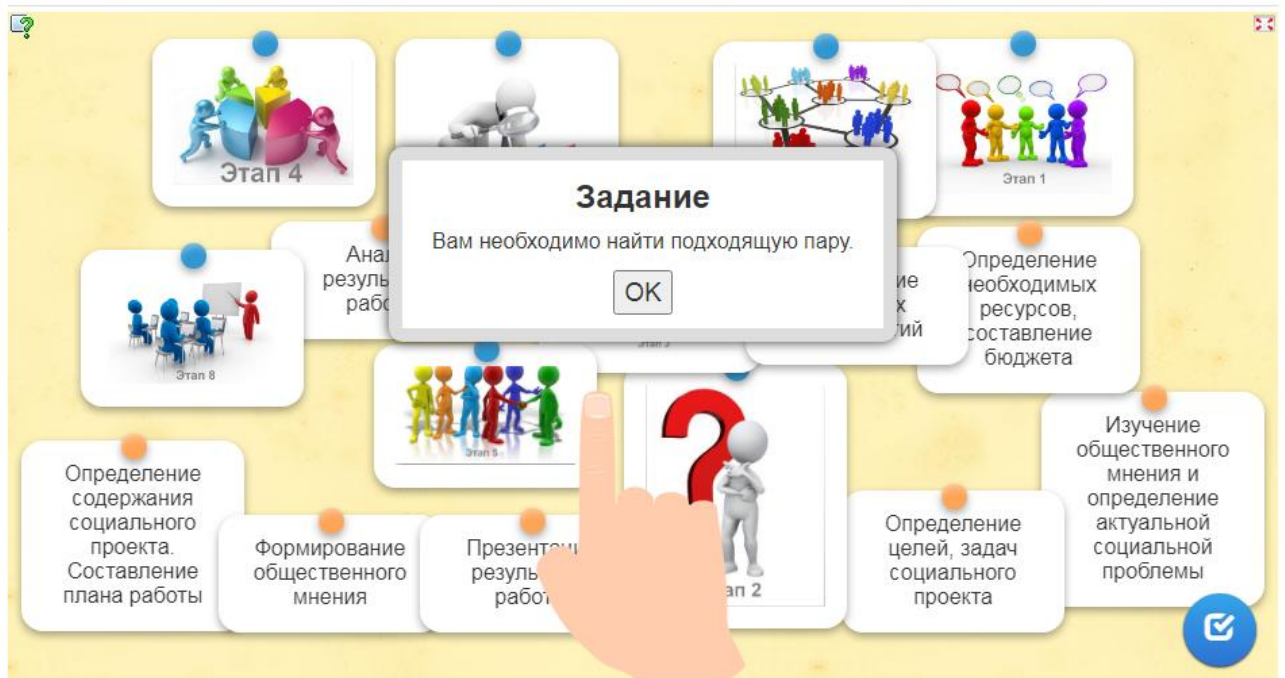 Этап 4
Этап 1
Задание
Вам необходимо найти подходящую пару.
OK
Определение
необходимых
ресурсов,
составление
бюджета
Этап 8
Этап 5
Этап 2
Изучение
общественного
мнения и
определение
актуальной
социальной
проблемы
Определение
содержания
социального
проекта.
Составление
плана работы
Формирование
общественного
мнения
Определение
целей, задач
социального
проекта